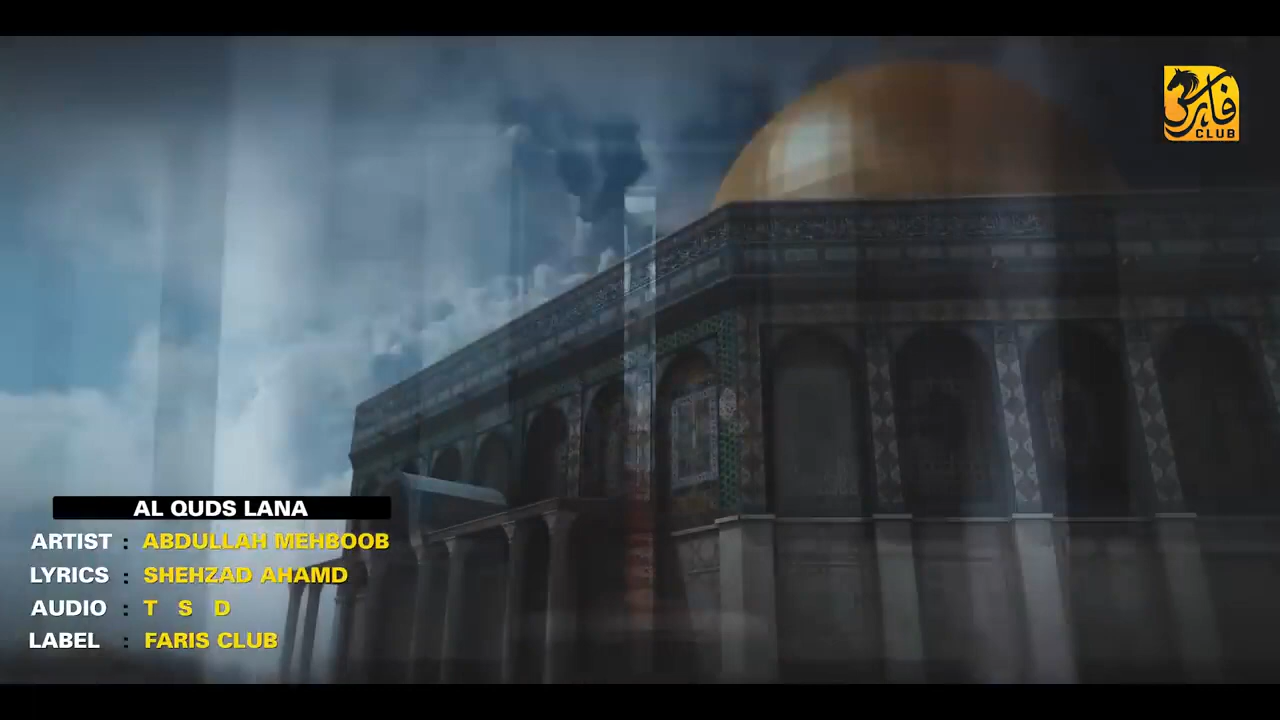 فارس
CLUB
AL QUDS LANA
ARTIST : ABDULLAH MEHBOOB
LYRICS : SHEHZAD AHAMD
AUDIO : T S D
LABEL : FARIS CLUB